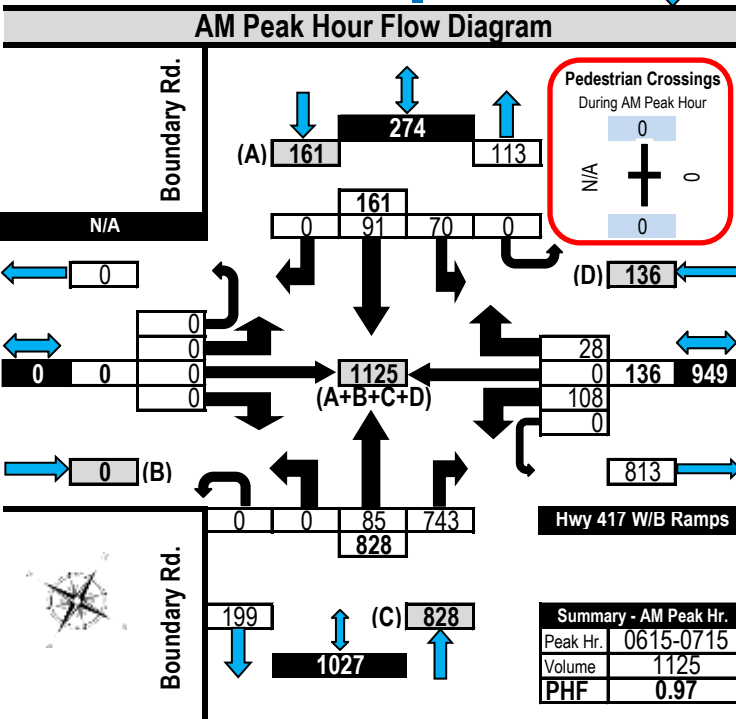 AM Peak Hour Flow Diagram
Boundary Rd.
N/A
(A) 161 274 113
Pedestrian Crossings
During AM Peak Hour
0
N/A 0
0
161
0 91 70 0
0
(D) 136
0
0
0 0 0
0
1125
(A+B+C+D)
28
0 136 949
108
0
0 (B)
813
0 0 85 743
828
Hwy 417 W/B Ramps
Boundary Rd.
199
(C) 828
1027
Summary - AM Peak Hr.
Peak Hr. 0615-0715
Volume 1125
PHF 0.97